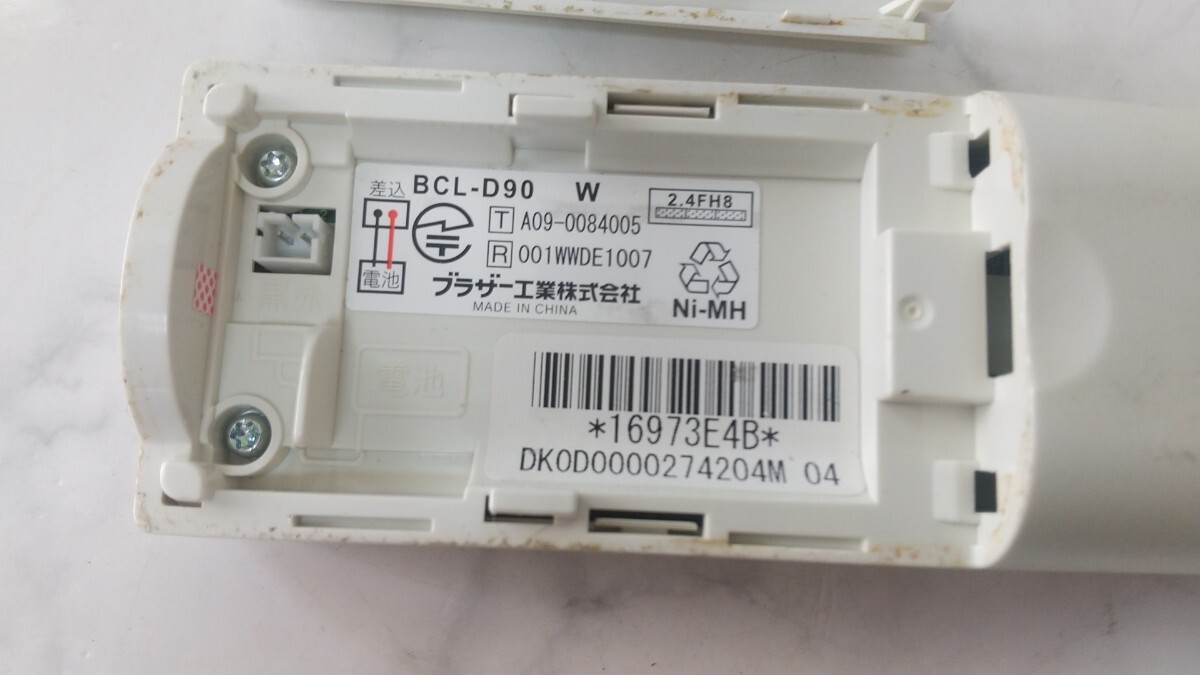 差込
BCL-D90 W
2.4FH8
T A09-0084005
R 001WWDE1007
電池
ブラザー工業株式会社
MADE IN CHINA
Ni-MH
電池
*16973E4B*
DK0D0000274204M 04